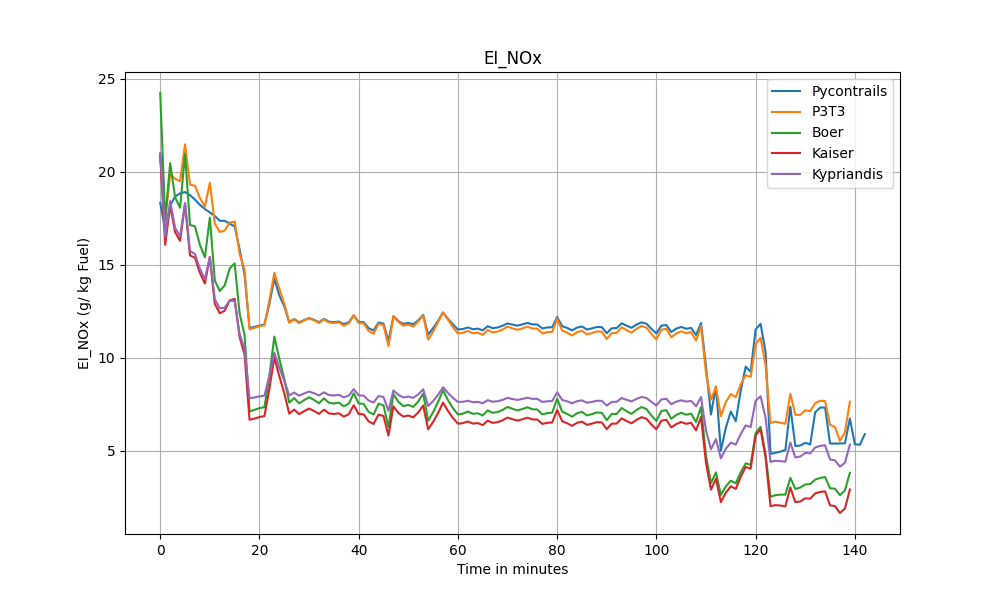 EI_NOx
25
20
15
10
5
EI_NOx (g/ kg Fuel)
0
20
40
60
80
100
120
140
Time in minutes
Pycontrails
P3T3
Boer
Kaiser
Kypriandis